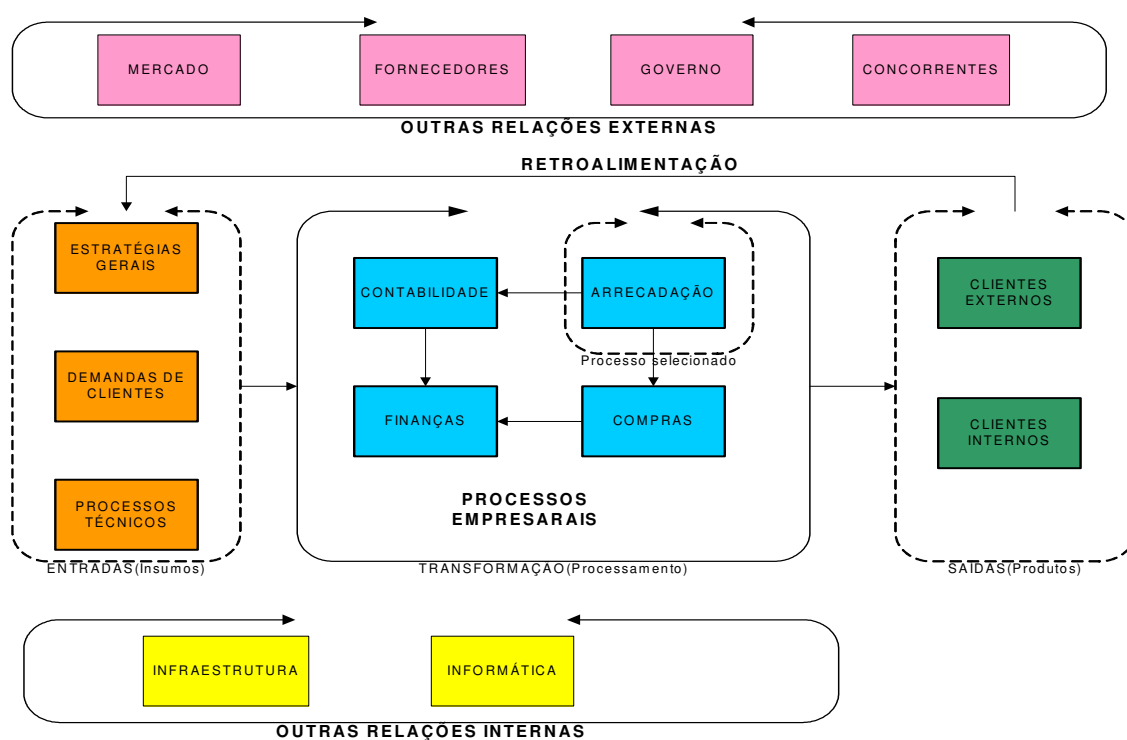 MERCADO
FORNECEDORES
GOVERNO
CONCORRENTES
OUTRAS RELAÇÕES EXTERNAS
RETROALIMENTAÇÃO
ESTRATÉGIAS
GERAIS
DEMANDAS DE
CLIENTES
PROCESSOS
TÉCNICOS
ENTRADAS(Insumos)
CONTABILIDADE
ARRECADAÇÃO
Processo selecionado
FINANÇAS
COMPRAS
PROCESSOS
EMPRESARAIS
TRANSFORMAÇÃO(Processamento)
CLIENTES
EXTERNOS
CLIENTES
INTERNOS
SAÍDAS(Produtos)
INFRAESTRUTURA
INFORMÁTICA
OUTRAS RELAÇÕES INTERNAS